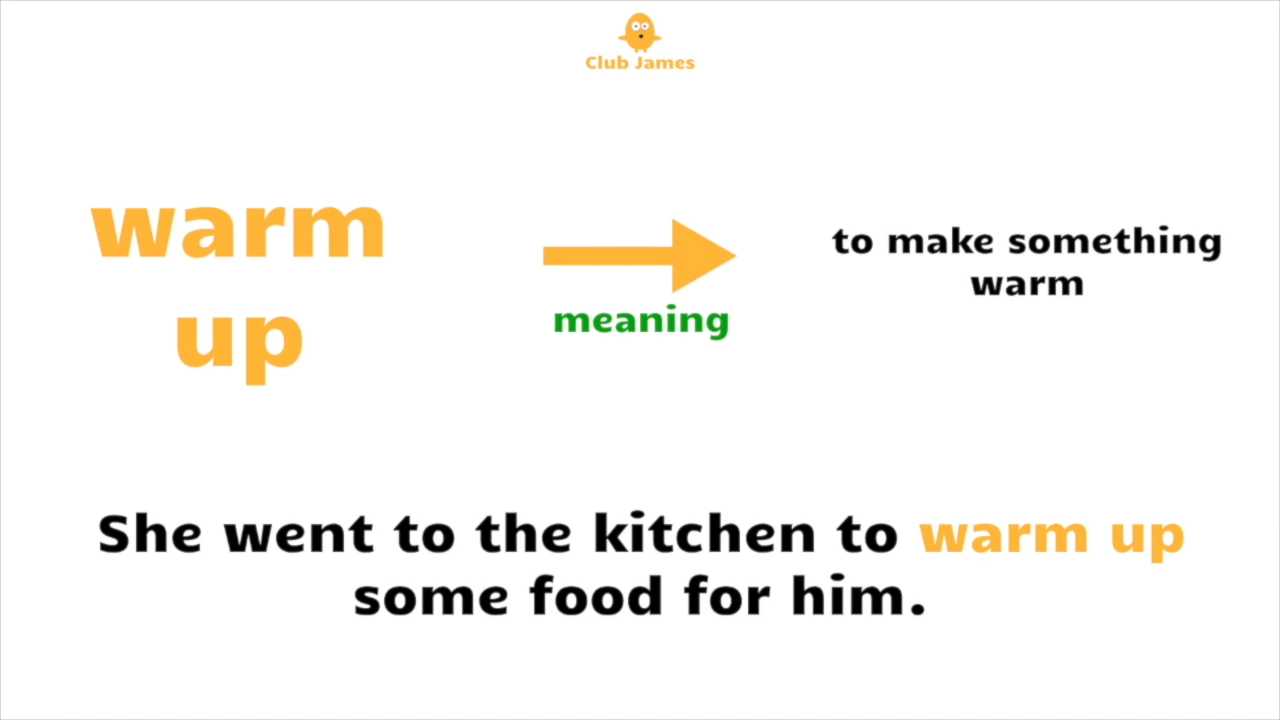 Club James
warm
up
meaning
to make something
warm
She went to the kitchen to warm up
some food for him.